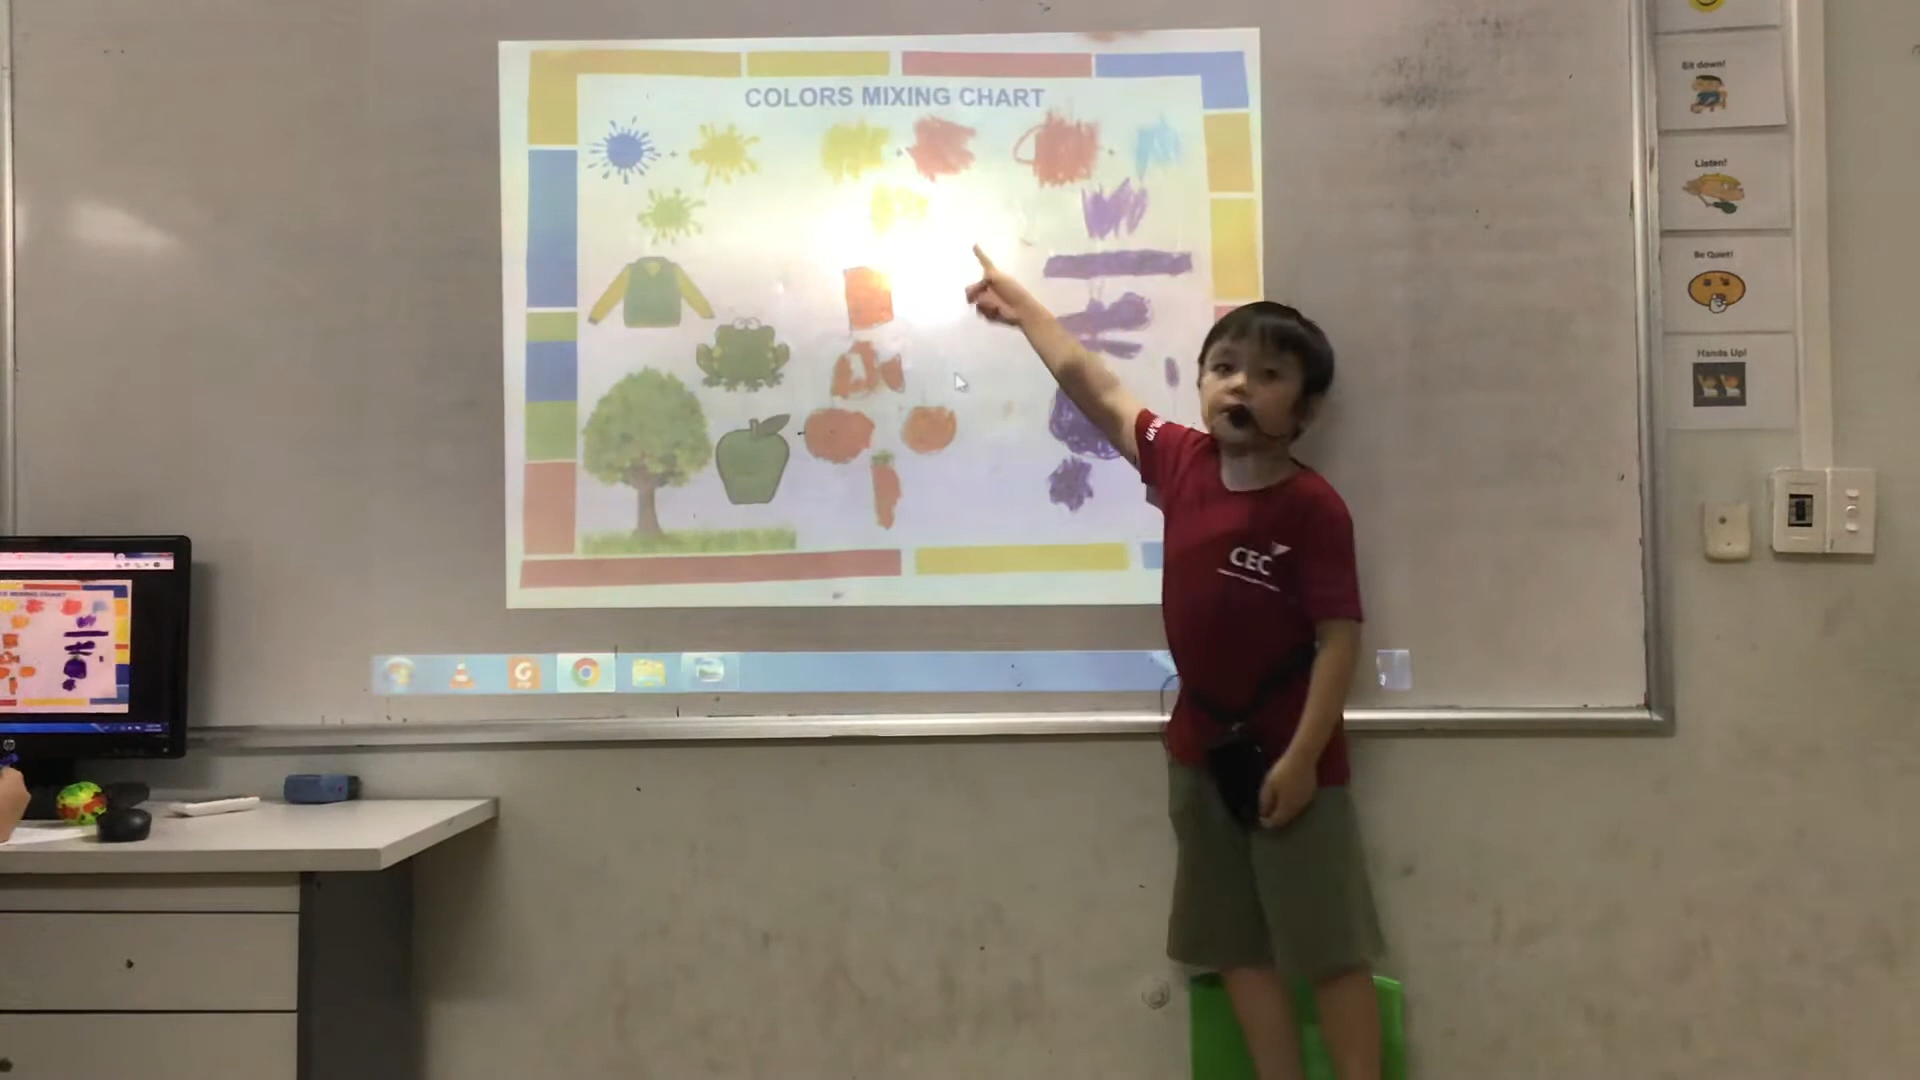 COLORS MIXING CHART
Sit down!
Listen!
Be Quiet!
Hands Up!
CEC